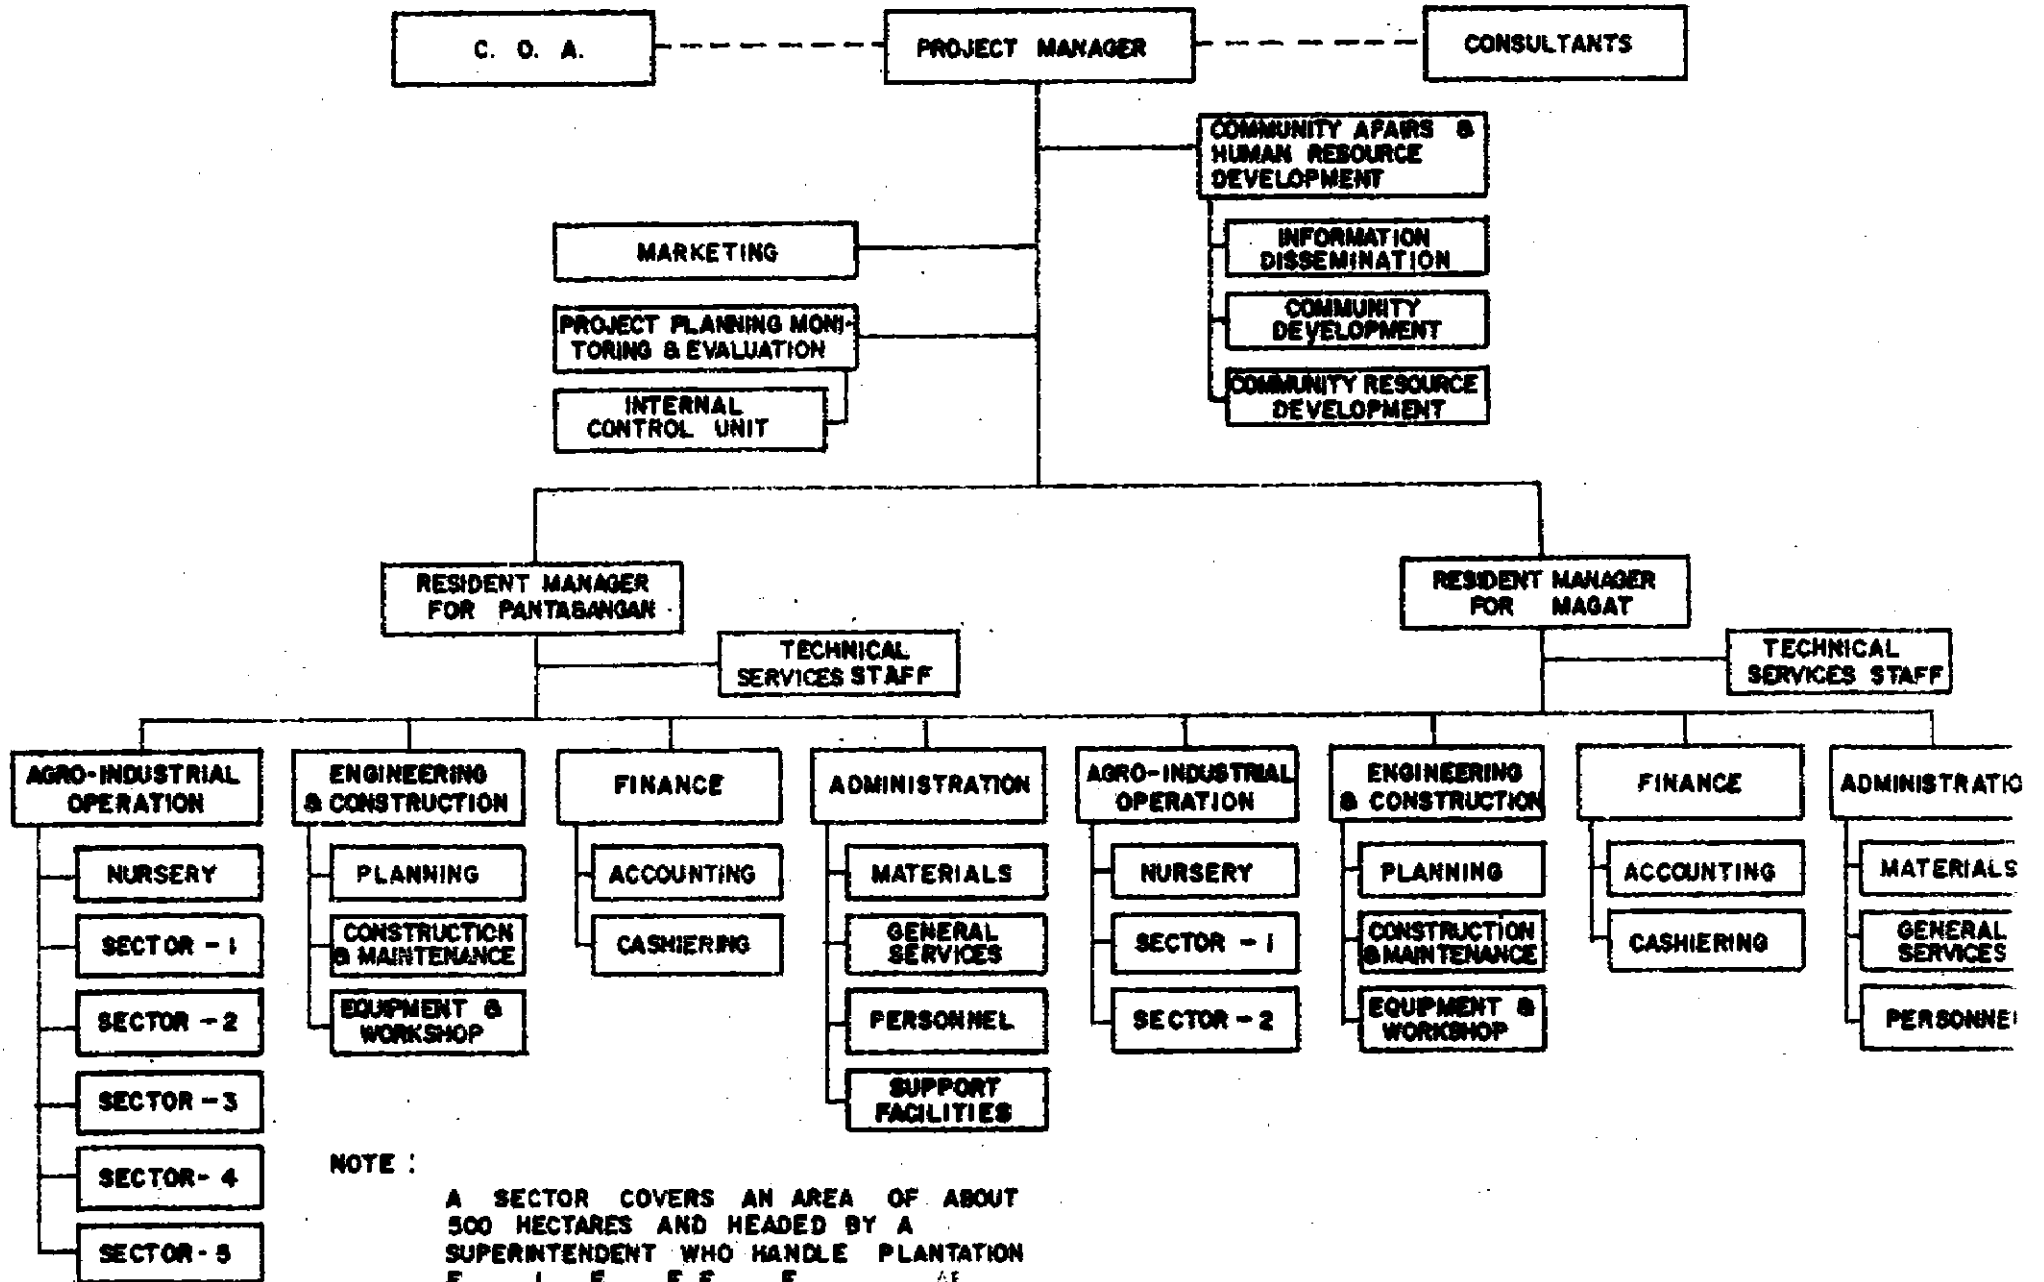 C. O. A.
PROJECT MANAGER
CONSULTANTS
COMMUNITY AFAIRS &
HUMAN RESOURCE
DEVELOPMENT
INFORMATION
DISSEMINATION
COMMUNITY
DEVELOPMENT
COMMUNITY RESOURCE
DEVELOPMENT
MARKETING
PROJECT PLANNING MONI-
TORING & EVALUATION
INTERNAL
CONTROL UNIT
RESIDENT MANAGER
FOR PANTABANGAN
TECHNICAL
SERVICES STAFF
RESIDENT MANAGER
FOR MAGAT
TECHNICAL
SERVICES STAFF
AGRO-INDUSTRIAL
OPERATION
NURSERY
SECTOR - 1
SECTOR - 2
SECTOR - 3
SECTOR - 4
SECTOR - 5
ENGINEERING
& CONSTRUCTION
PLANNING
CONSTRUCTION
& MAINTENANCE
EQUIPMENT &
WORKSHOP
FINANCE
ACCOUNTING
CASHIERING
ADMINISTRATION
MATERIALS
GENERAL
SERVICES
PERSONNEL
SUPPORT
FACILITIES
AGRO-INDUSTRIAL
OPERATION
NURSERY
SECTOR - 1
SECTOR - 2
ENGINEERING
& CONSTRUCTION
PLANNING
CONSTRUCTION
& MAINTENANCE
EQUIPMENT &
WORKSHOP
FINANCE
ACCOUNTING
CASHIERING
ADMINISTRATIO
MATERIALS
GENERAL
SERVICES
PERSONNE
NOTE :
A SECTOR COVERS AN AREA OF ABOUT
500 HECTARES AND HEADED BY A
SUPERINTENDENT WHO HANDLE PLANTATION